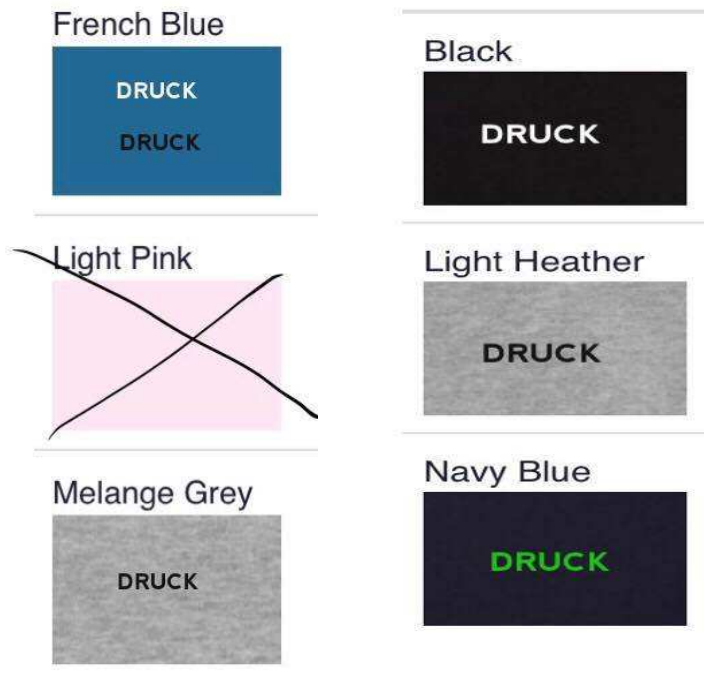 French Blue
DRUCK
DRUCK
Light Pink
Melange Grey
DRUCK
Black
DRUCK
Light Heather
DRUCK
Navy Blue
DRUCK